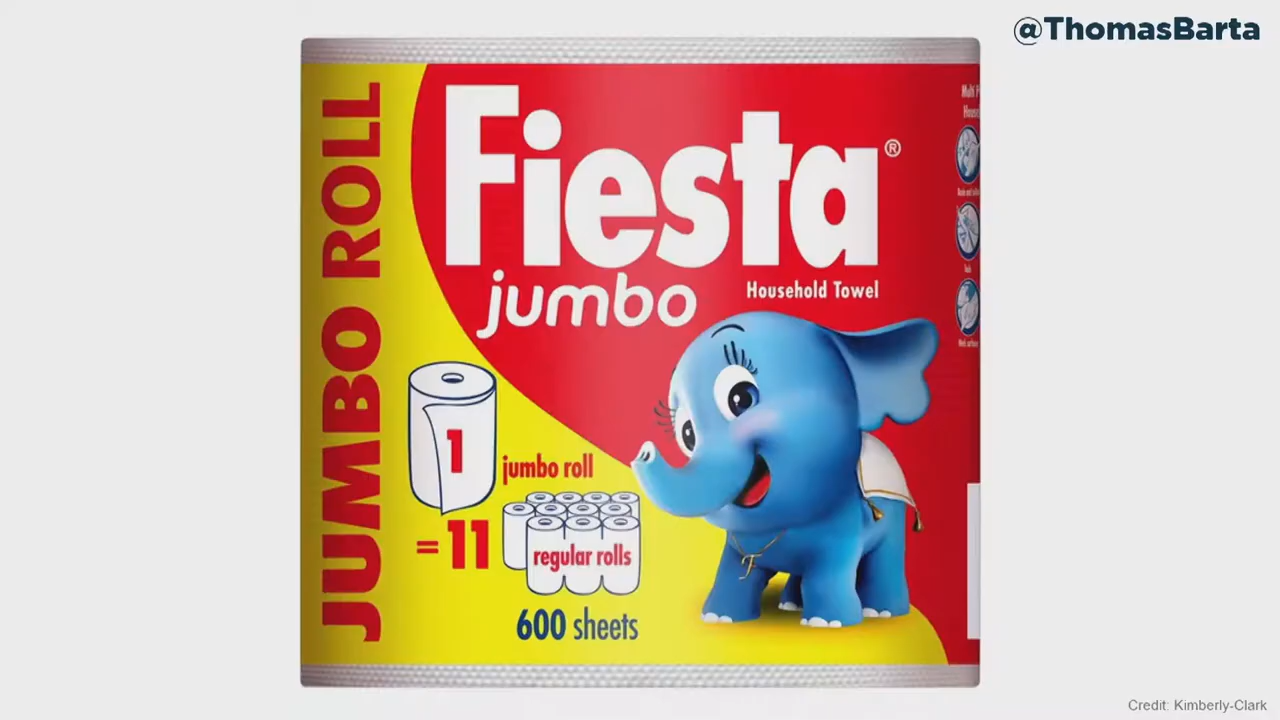 @ThomasBarta
JUMBO ROLL
Fiesta®
jumbo
Household Towel
1
jumbo roll
= 11
regular rolls
600 sheets
Credit: Kimberly-Clark